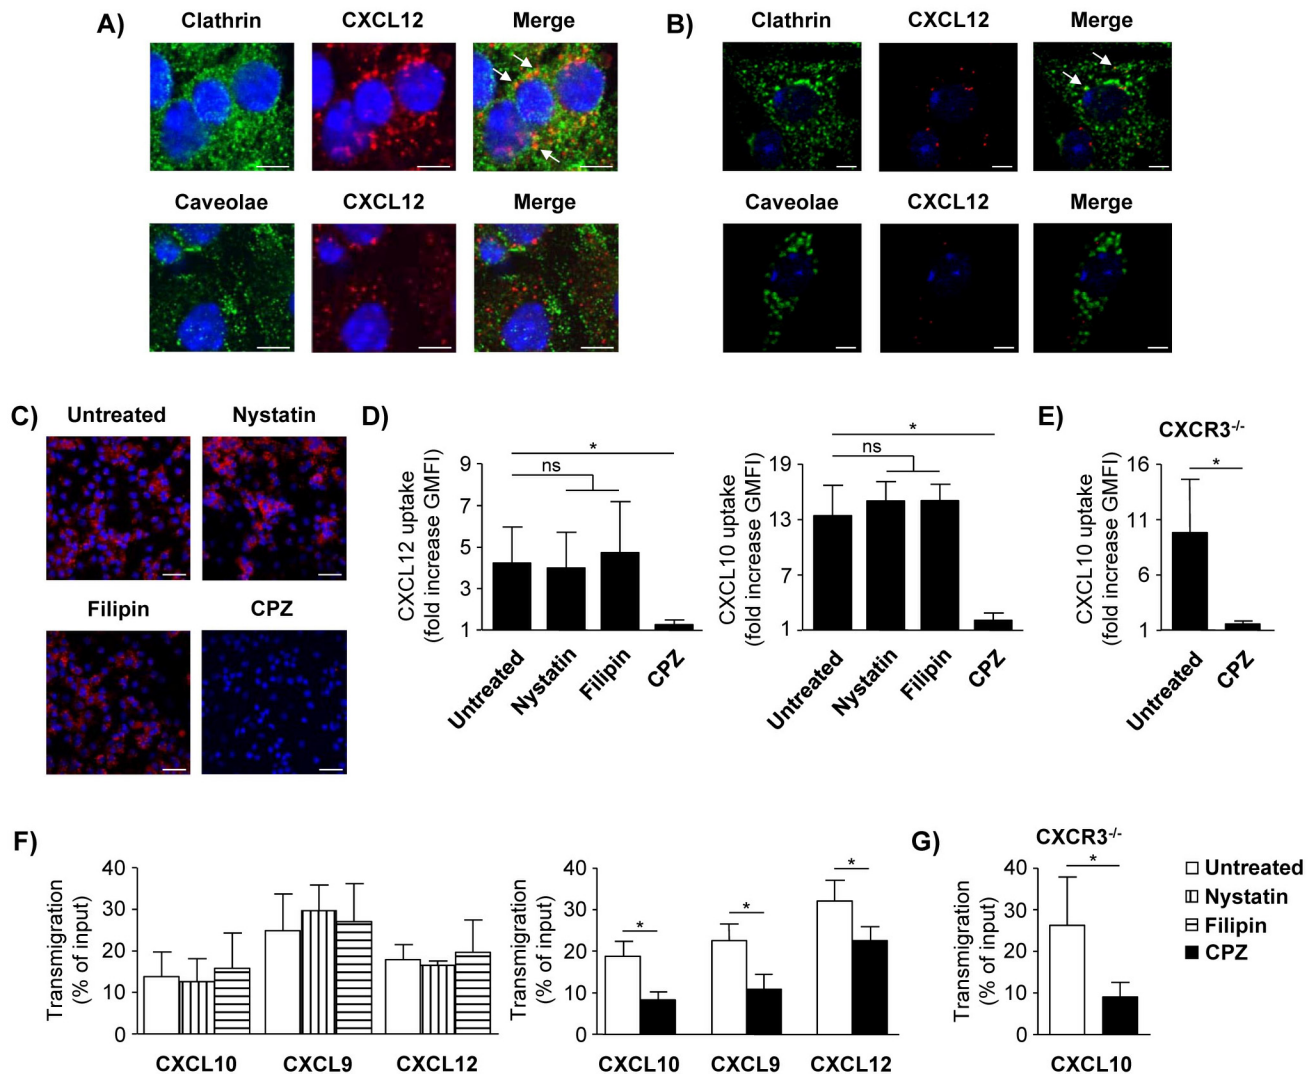 A)
Clathrin CXCL12 Merge
Caveolae CXCL12 Merge
B)
Clathrin CXCL12 Merge
Caveolae CXCL12 Merge
C)
Untreated Nystatin
Filipin CPZ
D)
CXCL12 uptake
(fold increase GMFI)
9
7
5
3
1
*
ns
Untreated Nystatin Filipin CPZ
CXCL10 uptake
(fold increase GMFI)
19
13
7
1
*
ns
Untreated Nystatin Filipin CPZ
E)
CXCR3-/-
CXCL10 uptake
(fold increase GMFI)
16
11
6
1
*
Untreated CPZ
F)
Transmigration
(% of input)
40
30
20
10
0
CXCL10 CXCL9 CXCL12
Transmigration
(% of input)
40
30
20
10
0
* * *
CXCL10 CXCL9 CXCL12
G)
CXCR3-/-
Transmigration
(% of input)
40
30
20
10
0
*
CXCL10
Untreated
Nystatin
Filipin
CPZ